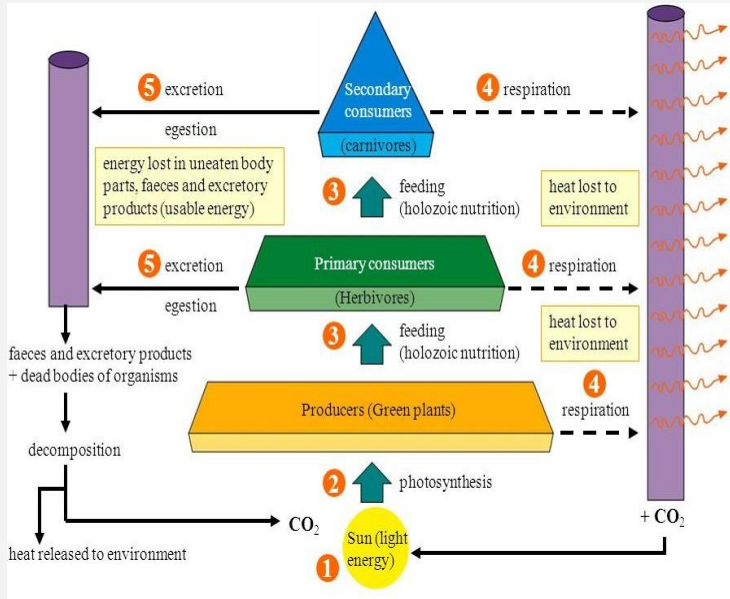 5 excretion
egestion
Secondary
consumers
(carnivores)
4 respiration
energy lost in uneaten body
parts, faeces and excretory
products (usable energy)
3 feeding
(holozoic nutrition)
heat lost to
environment
5 excretion
egestion
Primary consumers
(Herbivores)
4 respiration
3 feeding
(holozoic nutrition)
heat lost to
environment
faeces and excretory products
+ dead bodies of organisms
Producers (Green plants)
4
respiration
decomposition
2 photosynthesis
CO₂
+ CO₂
heat released to environment
1 Sun (light
energy)